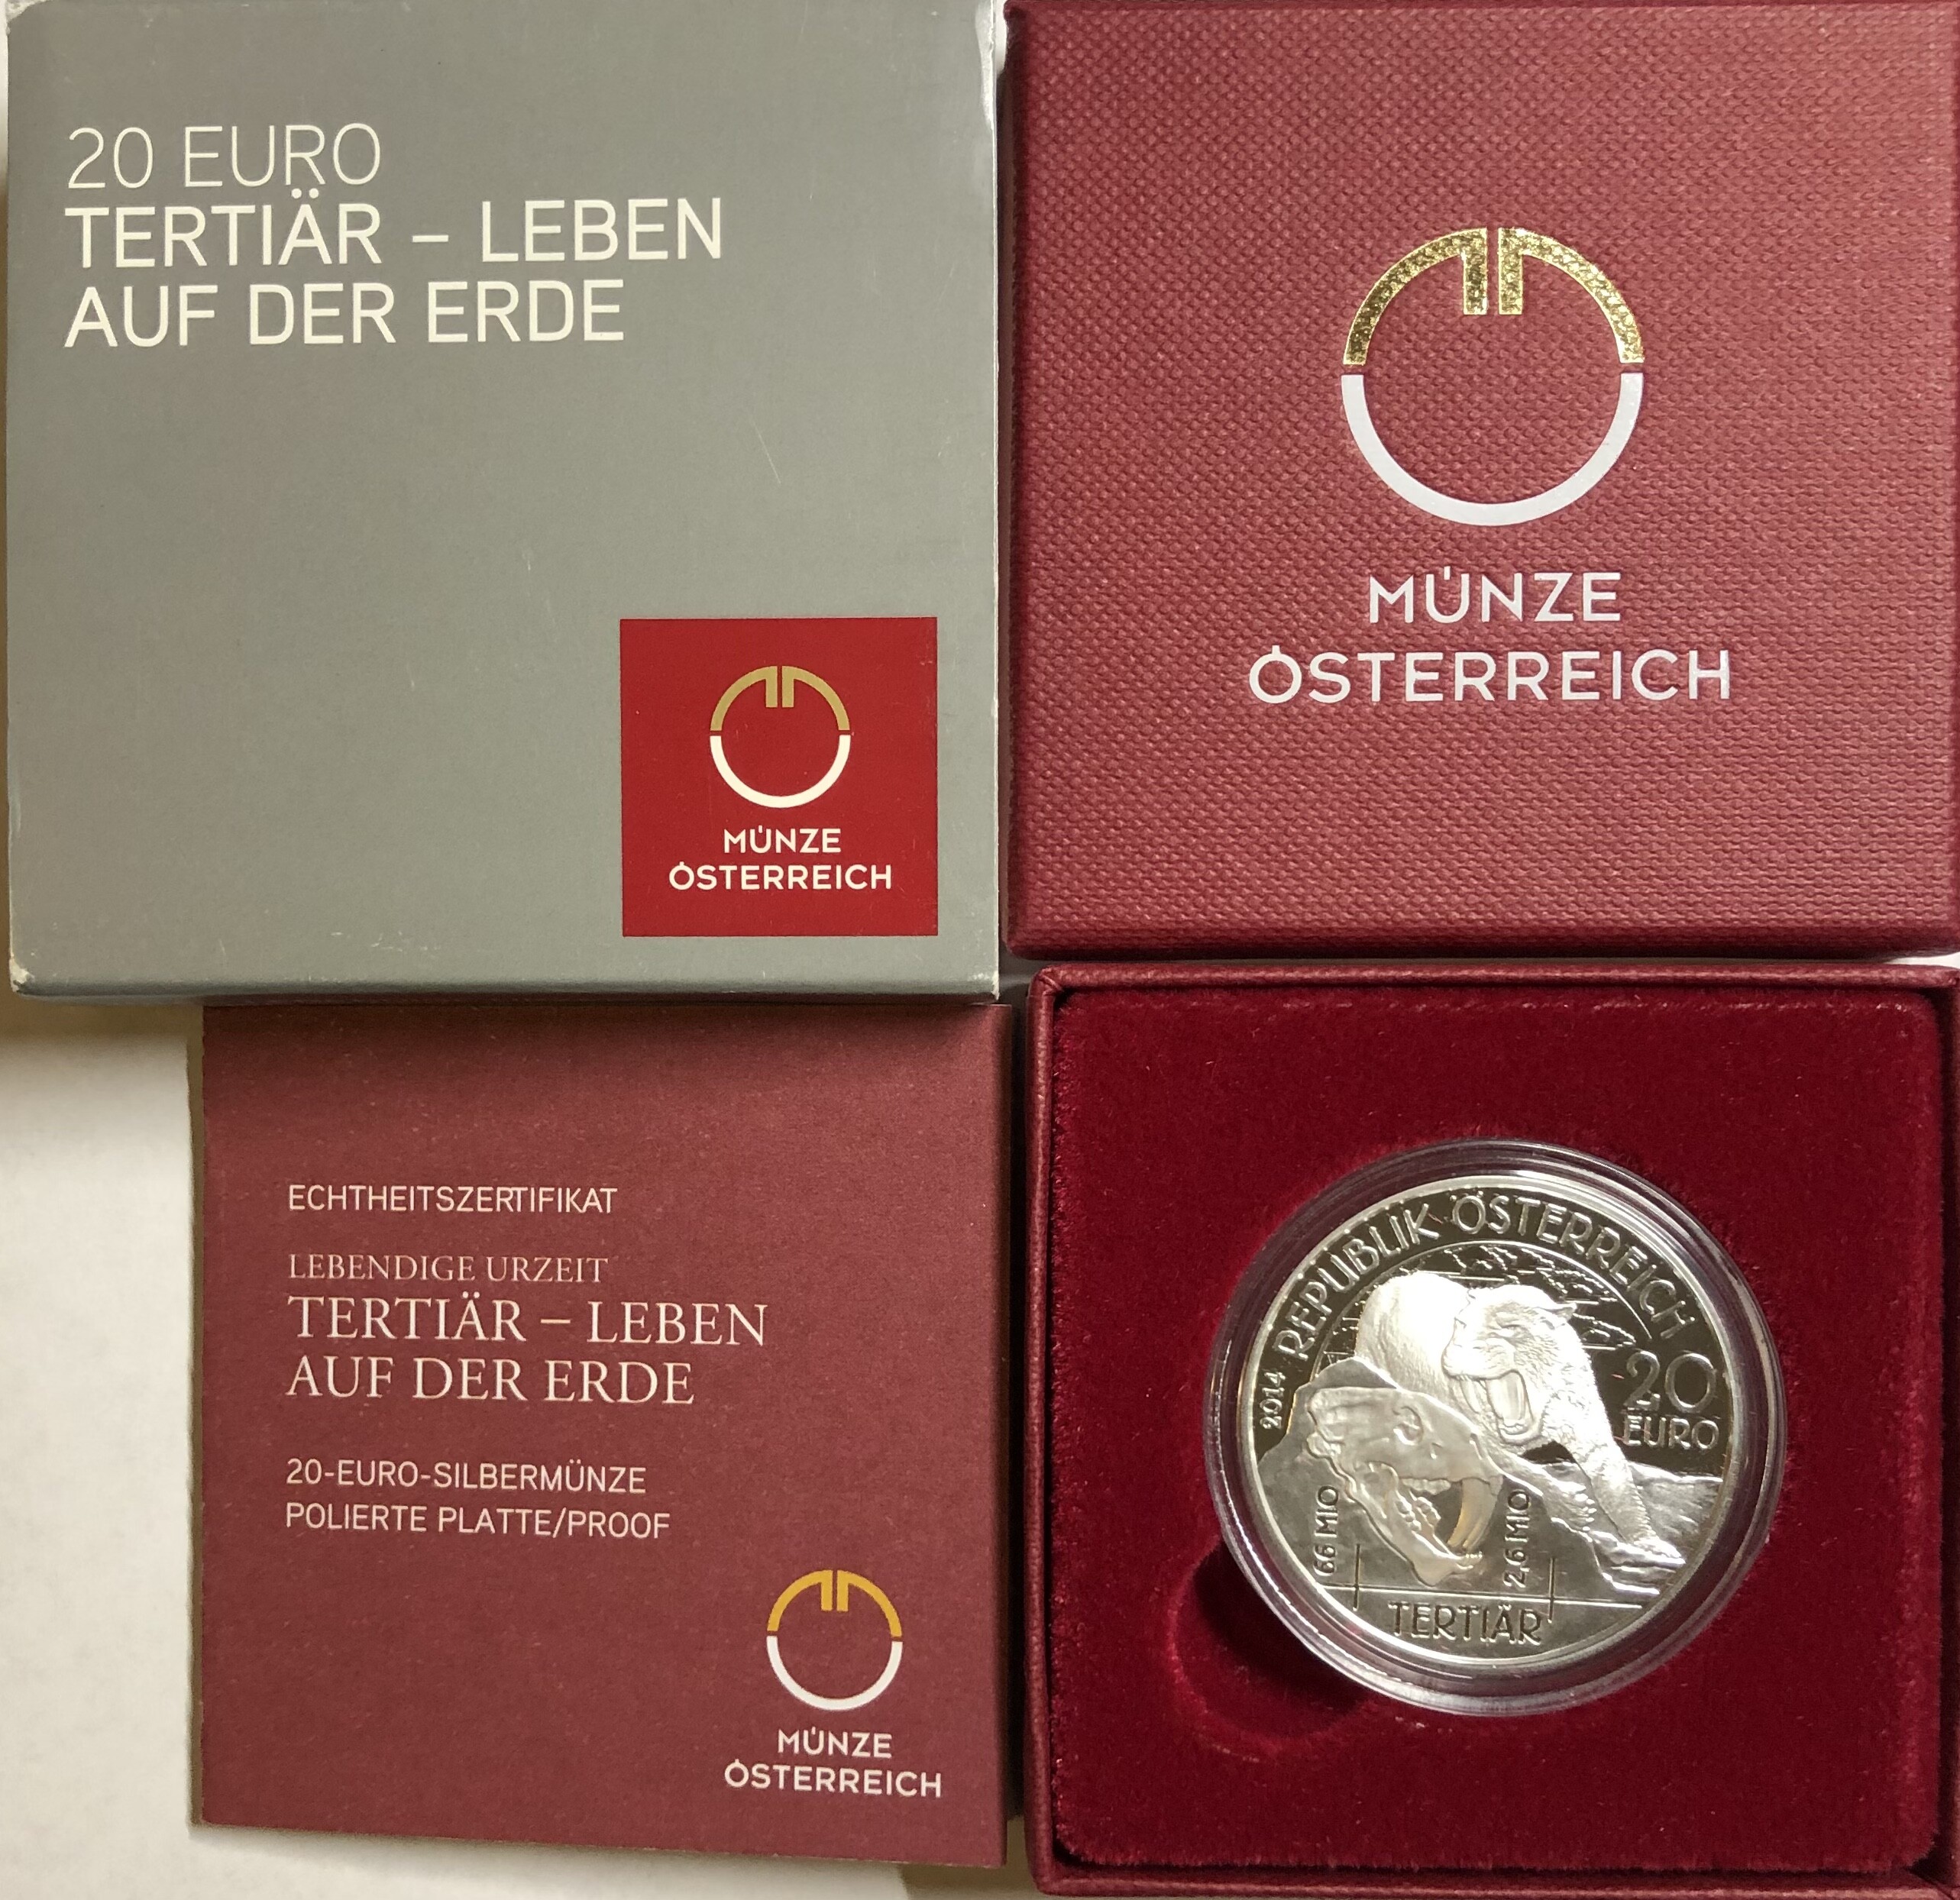 20 EURO
TERTIÄR – LEBEN
AUF DER ERDE
MÜNZE
ÖSTERREICH
MÜNZE
ÖSTERREICH
ECHTHEITSZERTIFIKAT
LEBENDIGE URZEIT
TERTIÄR – LEBEN
AUF DER ERDE
20-EURO-SILBERMÜNZE
POLIERTE PLATTE/PROOF
MÜNZE
ÖSTERREICH
REPUBLIK ÖSTERREICH
2014
20
EURO
66 MIO
2,6 MIO
TERTIÄR